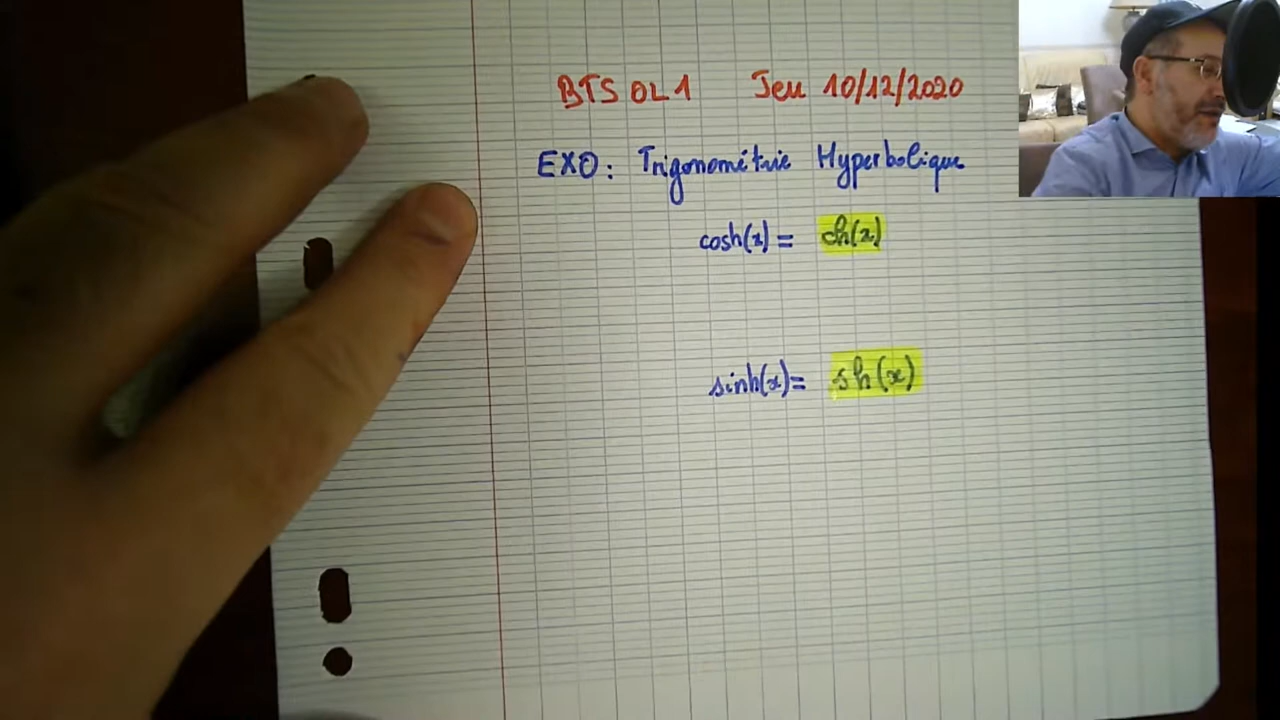 BTS OL1 Jeu 10/12/2020
EXO: Trigonométrie Hyperbolique
cosh(x) = ch(x)
sinh(x) = sh(x)